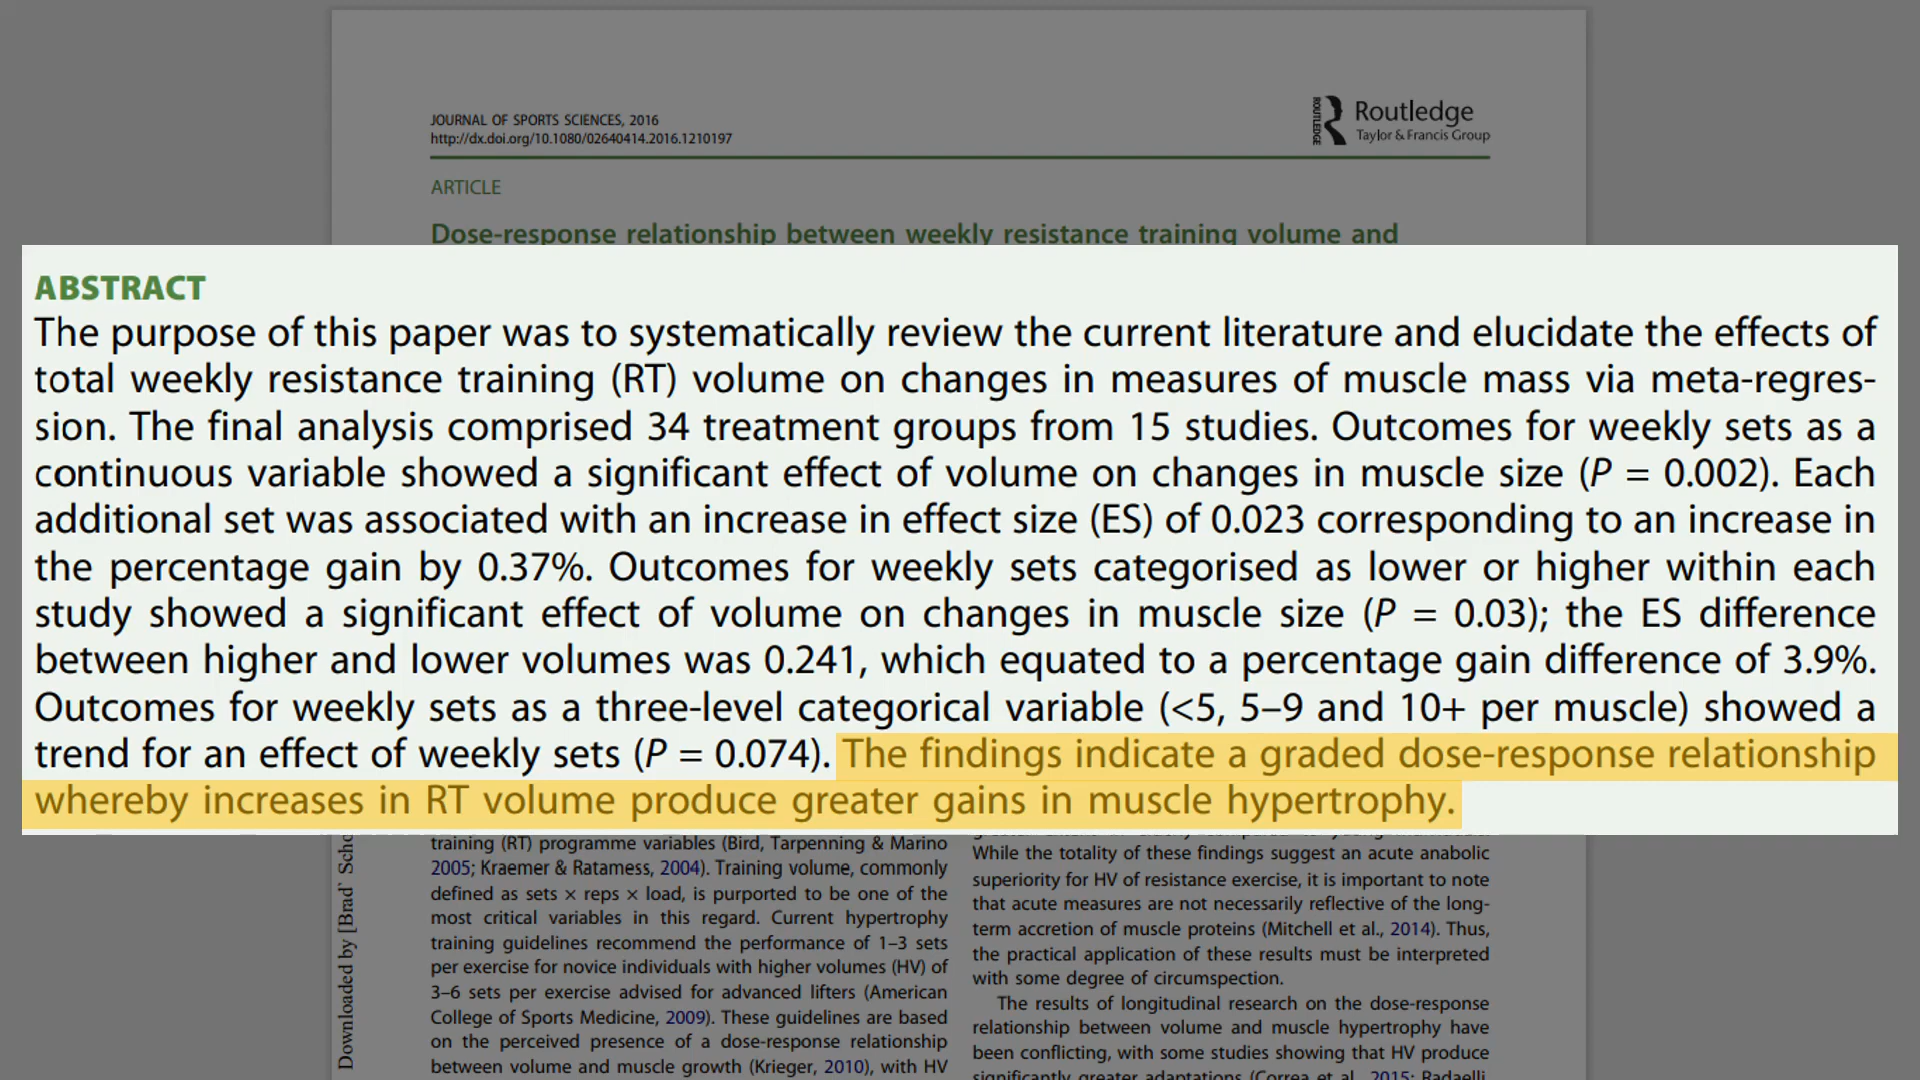 JOURNAL OF SPORTS SCIENCES, 2016
http://dx.doi.org/10.1080/02640414.2016.1210197
ROUTLEDGE
Routledge
Taylor & Francis Group
ARTICLE
Dose-response relationship between weekly resistance training volume and
ABSTRACT
The purpose of this paper was to systematically review the current literature and elucidate the effects of
total weekly resistance training (RT) volume on changes in measures of muscle mass via meta-regres-
sion. The final analysis comprised 34 treatment groups from 15 studies. Outcomes for weekly sets as a
continuous variable showed a significant effect of volume on changes in muscle size (P = 0.002). Each
additional set was associated with an increase in effect size (ES) of 0.023 corresponding to an increase in
the percentage gain by 0.37%. Outcomes for weekly sets categorised as lower or higher within each
study showed a significant effect of volume on changes in muscle size (P = 0.03); the ES difference
between higher and lower volumes was 0.241, which equated to a percentage gain difference of 3.9%.
Outcomes for weekly sets as a three-level categorical variable (<5, 5–9 and 10+ per muscle) showed a
trend for an effect of weekly sets (P = 0.074). The findings indicate a graded dose-response relationship
whereby increases in RT volume produce greater gains in muscle hypertrophy.
Downloaded by [Brad` Scho
training (RT) programme variables (Bird, Tarpenning & Marino
2005; Kraemer & Ratamess, 2004). Training volume, commonly
defined as sets × reps × load, is purported to be one of the
most critical variables in this regard. Current hypertrophy
training guidelines recommend the performance of 1–3 sets
per exercise for novice individuals with higher volumes (HV) of
3–6 sets per exercise advised for advanced lifters (American
College of Sports Medicine, 2009). These guidelines are based
on the perceived presence of a dose-response relationship
between volume and muscle growth (Krieger, 2010), with HV
While the totality of these findings suggest an acute anabolic
superiority for HV of resistance exercise, it is important to note
that acute measures are not necessarily reflective of the long-
term accretion of muscle proteins (Mitchell et al., 2014). Thus,
the practical application of these results must be interpreted
with some degree of circumspection.
The results of longitudinal research on the dose-response
relationship between volume and muscle hypertrophy have
been conflicting, with some studies showing that HV produce
significantly greater adaptations (Correa et al., 2015; Radaelli,